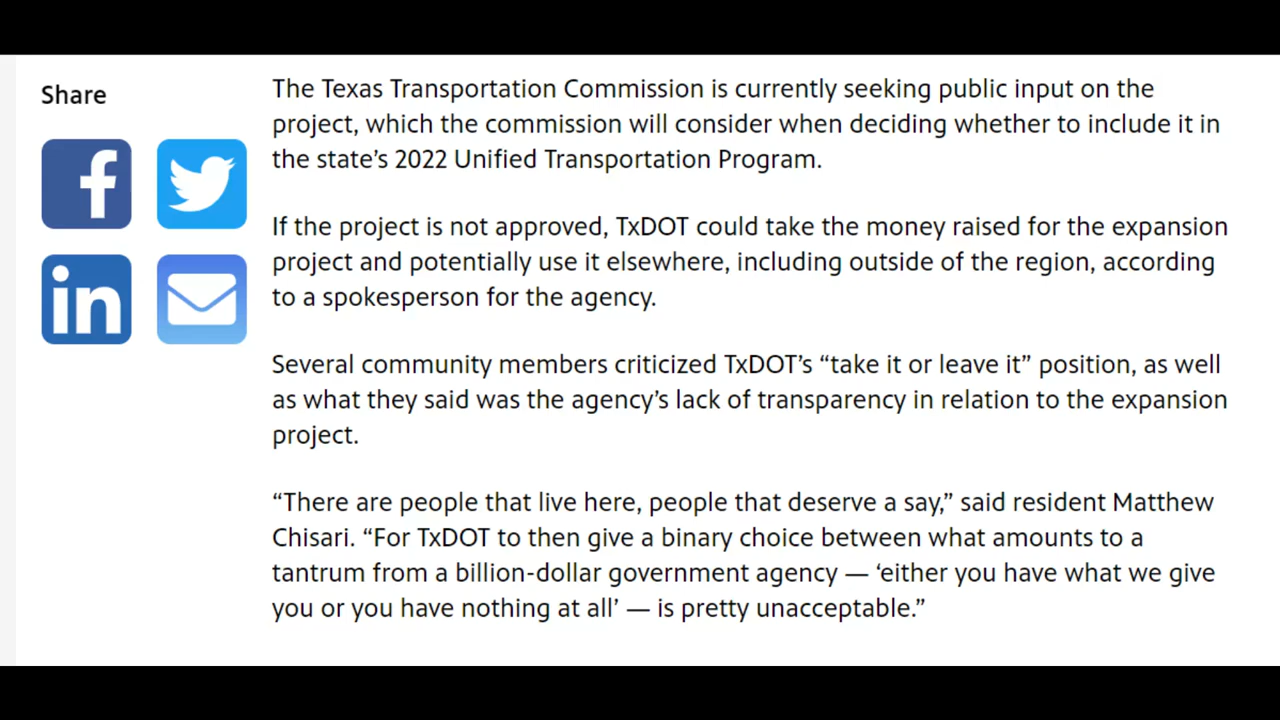 Share
The Texas Transportation Commission is currently seeking public input on the
project, which the commission will consider when deciding whether to include it in
the state’s 2022 Unified Transportation Program.
If the project is not approved, TxDOT could take the money raised for the expansion
project and potentially use it elsewhere, including outside of the region, according
to a spokesperson for the agency.
Several community members criticized TxDOT’s “take it or leave it” position, as well
as what they said was the agency’s lack of transparency in relation to the expansion
project.
“There are people that live here, people that deserve a say,” said resident Matthew
Chisari. “For TxDOT to then give a binary choice between what amounts to a
tantrum from a billion-dollar government agency — ‘either you have what we give
you or you have nothing at all’ — is pretty unacceptable.”